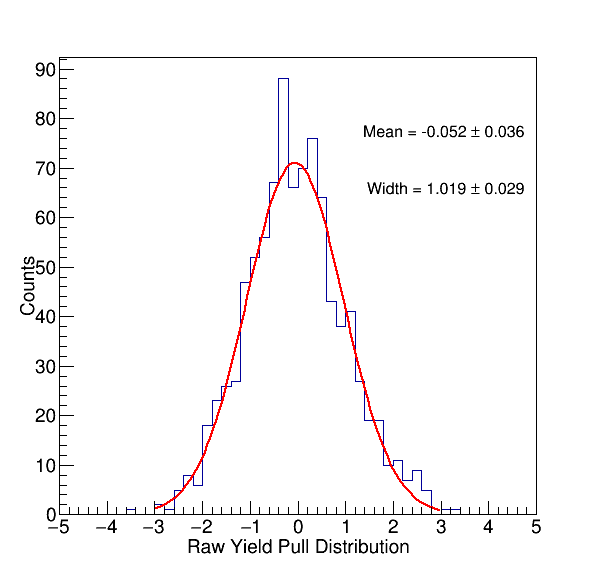 90
80
70
60
50
40
30
20
10
0
Counts
Mean = -0.052 ± 0.036
Width = 1.019 ± 0.029
−5 −4 −3 −2 −1 0 1 2 3 4 5
Raw Yield Pull Distribution